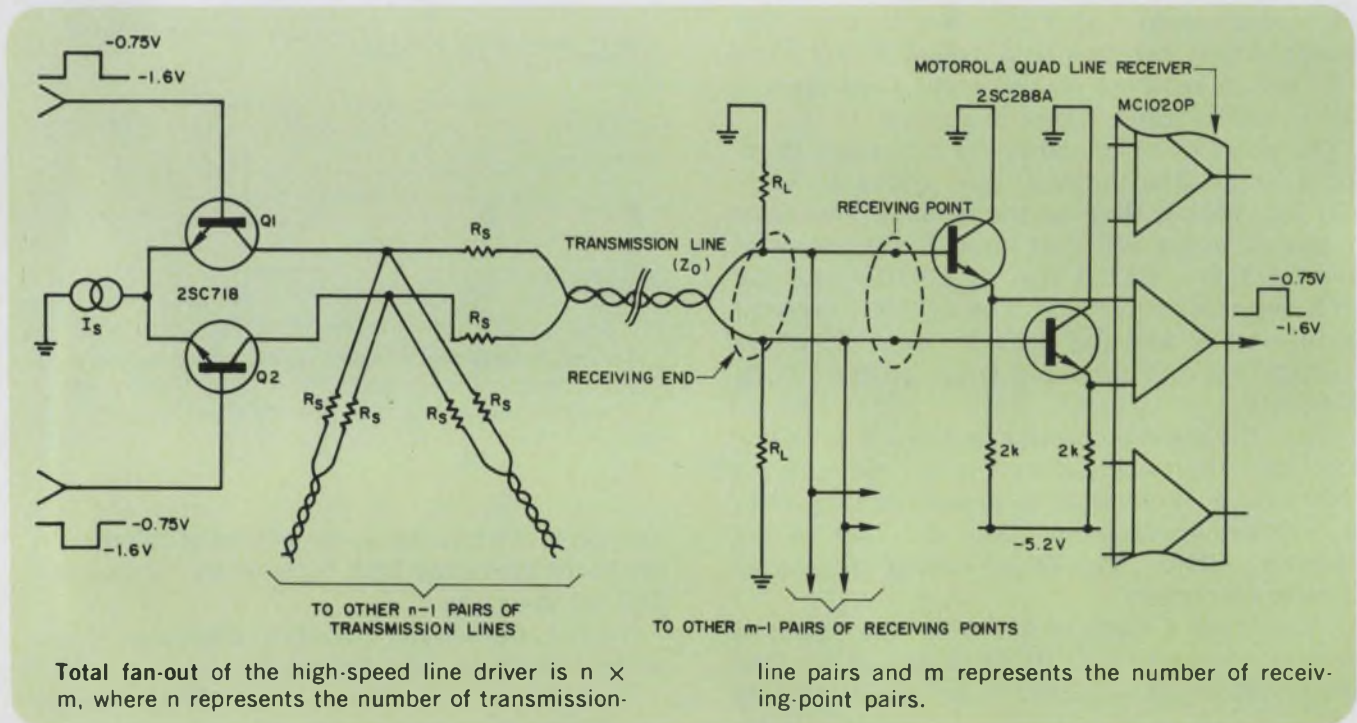 -0.75V
-1.6V
Q1
2SC718
IS
Q2
-0.75V
-1.6V
RS
RS
RS
RS
RS
RS
TRANSMISSION LINE
(ZO)
TO OTHER n-1 PAIRS OF
TRANSMISSION LINES
RL
RECEIVING POINT
RECEIVING END
RL
MOTOROLA QUAD LINE RECEIVER
2SC288A
MC1020P
-0.75V
-1.6V
2k
2k
-5.2V
TO OTHER m-1 PAIRS OF RECEIVING POINTS
Total fan-out of the high-speed line driver is n ×
m, where n represents the number of transmission-
line pairs and m represents the number of receiv-
ing-point pairs.